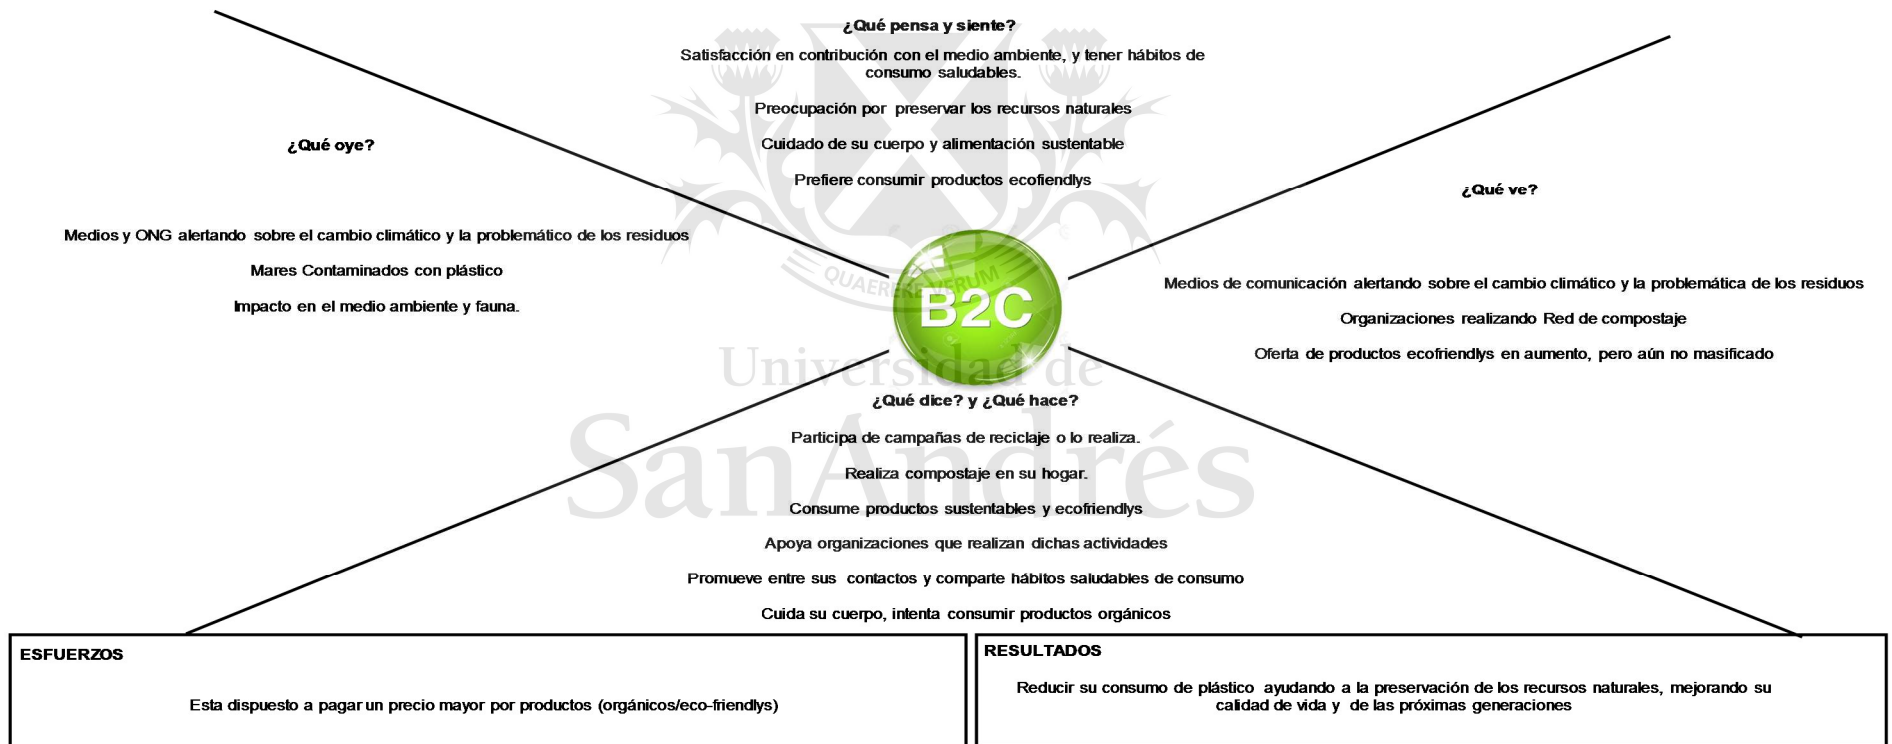 ¿Qué pensa y siente?
Satisfacción en contribución con el medio ambiente, y tener hábitos de
consumo saludables.
Preocupación por preservar los recursos naturales
Cuidado de su cuerpo y alimentación sustentable
Prefiere consumir productos ecofiendlys
¿Qué oye?
Medios y ONG alertando sobre el cambio climático y la problemático de los residuos
Mares Contaminados con plástico
Impacto en el medio ambiente y fauna.
¿Qué ve?
Medios de comunicación alertando sobre el cambio climático y la problemática de los residuos
Organizaciones realizando Red de compostaje
Oferta de productos ecofriendlys en aumento, pero aún no masificado
QUAERERE VERUM
B2C
Universidad de
SanAndrés
¿Qué dice? y ¿Qué hace?
Participa de campañas de reciclaje o lo realiza.
Realiza compostaje en su hogar.
Consume productos sustentables y ecofriendlys
Apoya organizaciones que realizan dichas actividades
Promueve entre sus contactos y comparte hábitos saludables de consumo
Cuida su cuerpo, intenta consumir productos orgánicos
ESFUERZOS
Esta dispuesto a pagar un precio mayor por productos (orgánicos/eco-friendlys)
RESULTADOS
Reducir su consumo de plástico ayudando a la preservación de los recursos naturales, mejorando su
calidad de vida y de las próximas generaciones